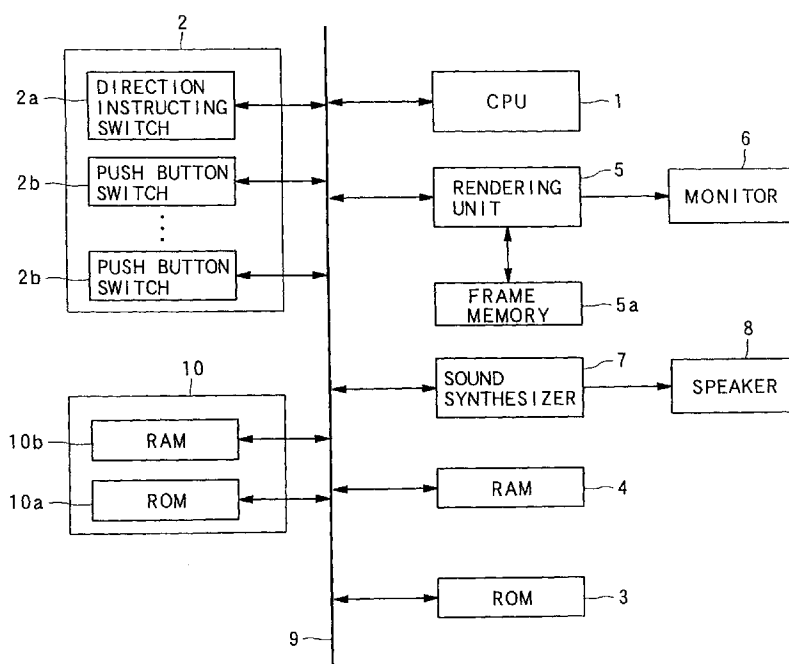 2
2a
DIRECTION
INSTRUCTING
SWITCH
2b
PUSH BUTTON
SWITCH
2b
PUSH BUTTON
SWITCH
CPU
1
RENDERING
UNIT
5
MONITOR
6
FRAME
MEMORY
5a
SOUND
SYNTHESIZER
7
SPEAKER
8
10
10b
RAM
10a
ROM
RAM
4
ROM
3
9